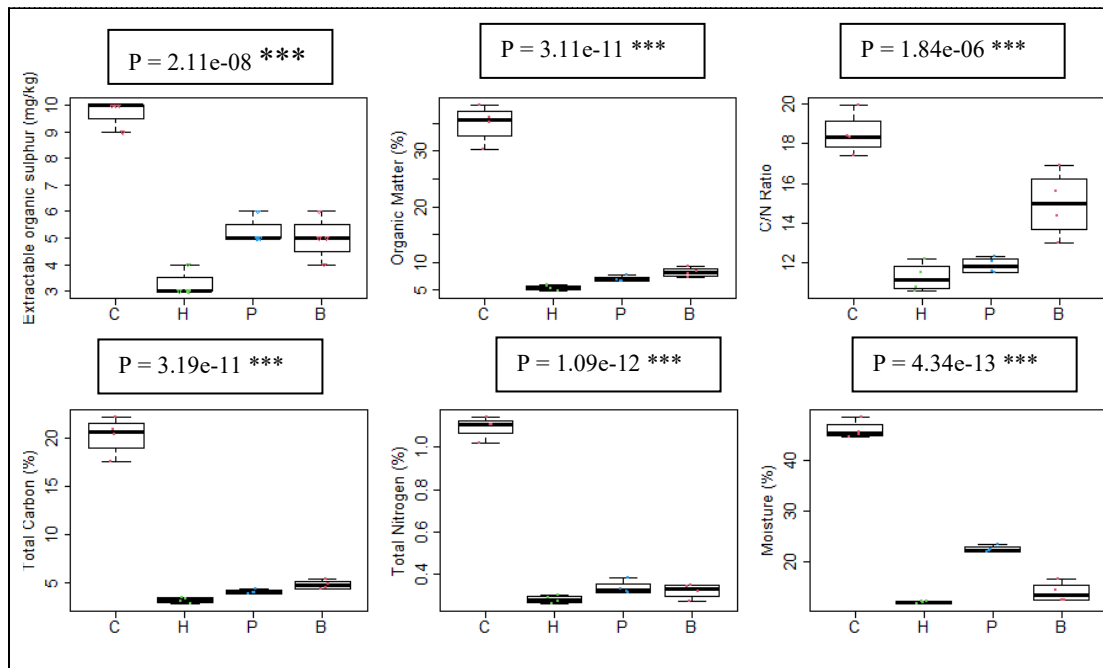 P = 2.11e-08 ***
P = 3.11e-11 ***
P = 1.84e-06 ***
Extractable organic sulphur (mg/kg)
10
9
8
7
6
5
4
3
C H P B
Organic Matter (%)
30
20
10
5
C H P B
C/N Ratio
20
18
16
14
12
C H P B
P = 3.19e-11 ***
P = 1.09e-12 ***
P = 4.34e-13 ***
Total Carbon (%)
20
15
10
5
C H P B
Total Nitrogen (%)
1.0
0.8
0.6
0.4
C H P B
Moisture (%)
40
30
20
C H P B